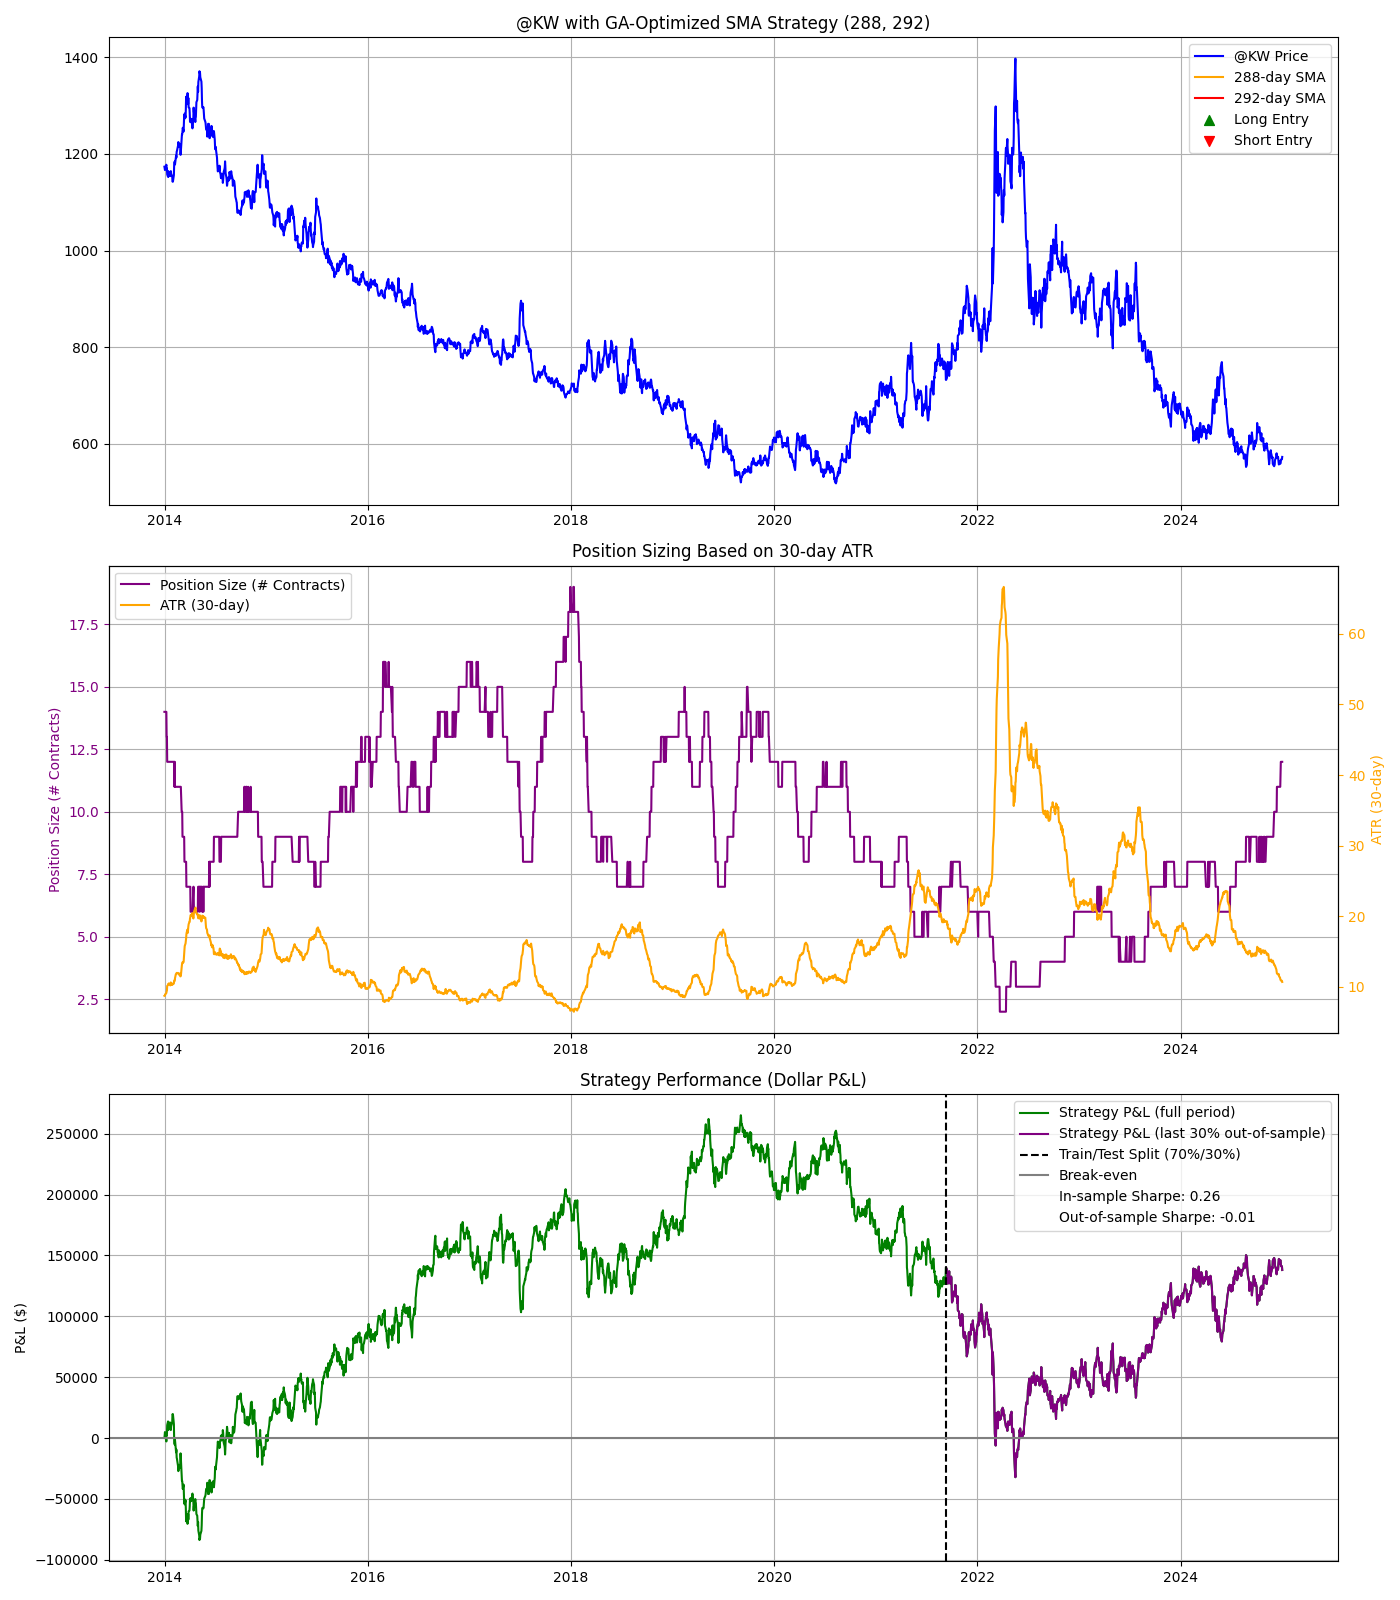 @KW with GA-Optimized SMA Strategy (288, 292)
1400
1200
1000
800
600
@KW Price
288-day SMA
292-day SMA
Long Entry
Short Entry
2014 2016 2018 2020 2022 2024
Position Sizing Based on 30-day ATR
Position Size (# Contracts)
17.5
15.0
12.5
10.0
7.5
5.0
2.5
Position Size (# Contracts)
ATR (30-day)
60
50
40
30
20
10
ATR (30-day)
2014 2016 2018 2020 2022 2024
Strategy Performance (Dollar P&L)
P&L ($)
250000
200000
150000
100000
50000
0
−50000
−100000
Strategy P&L (full period)
Strategy P&L (last 30% out-of-sample)
Train/Test Split (70%/30%)
Break-even
In-sample Sharpe: 0.26
Out-of-sample Sharpe: -0.01
2014 2016 2018 2020 2022 2024